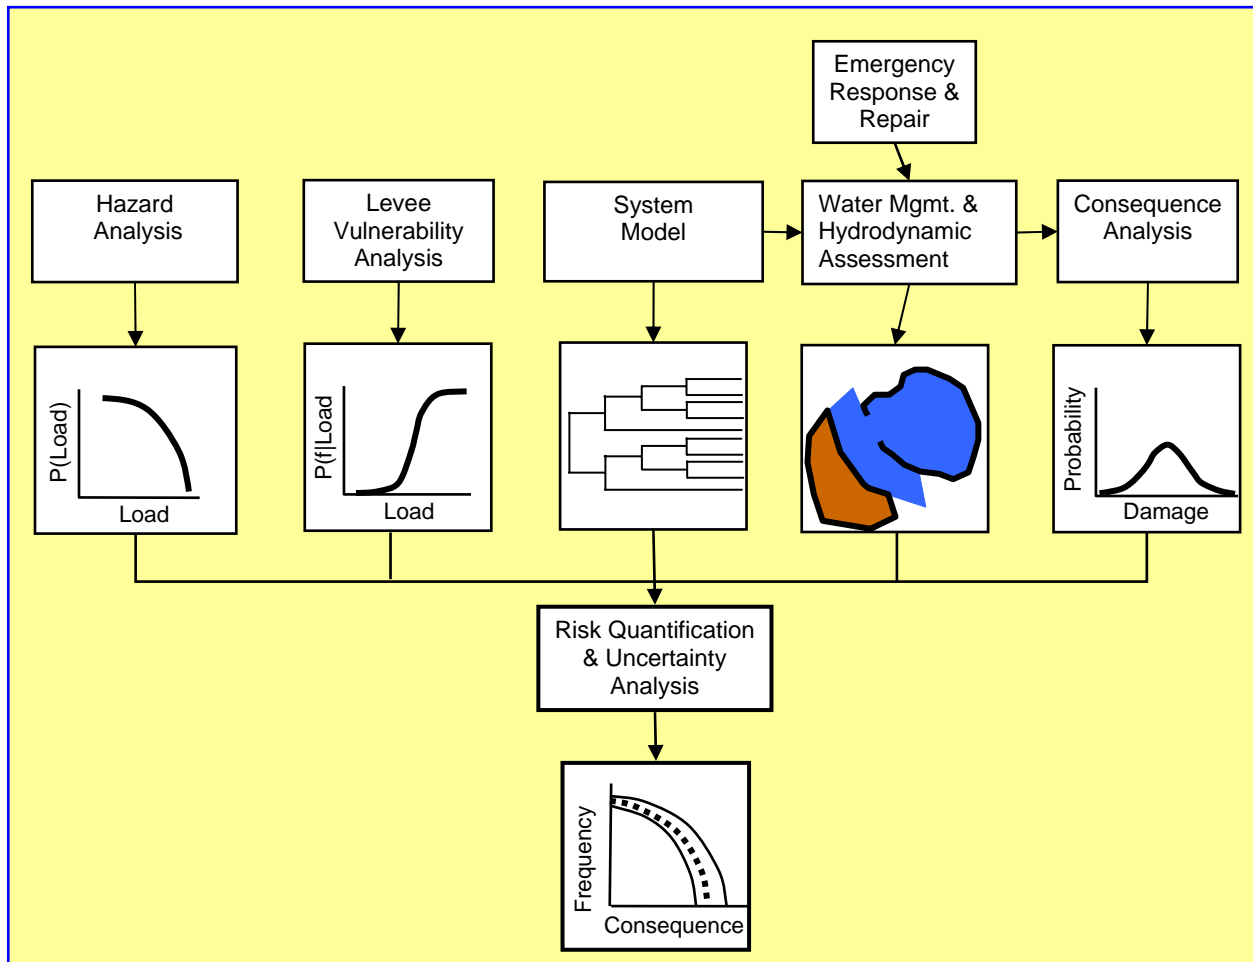 Emergency
Response &
Repair
Hazard
Analysis
Levee
Vulnerability
Analysis
System
Model
Water Mgmt. &
Hydrodynamic
Assessment
Consequence
Analysis
P(Load)
Load
P(f|Load
Load
Probability
Damage
Risk Quantification
& Uncertainty
Analysis
Frequency
Consequence